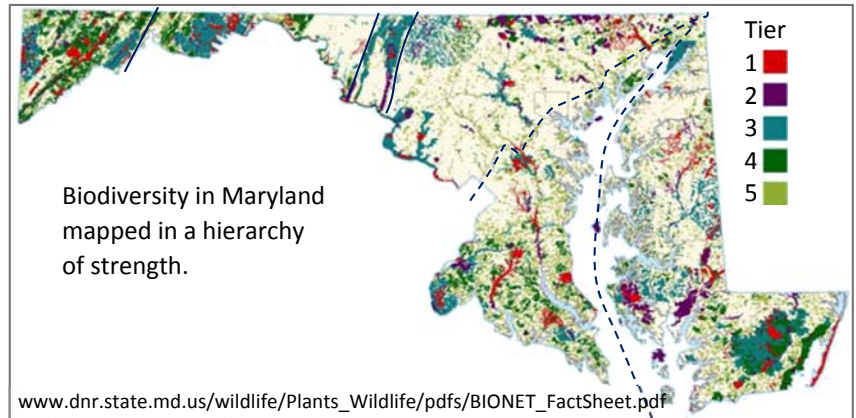 Biodiversity in Maryland
mapped in a hierarchy
of strength.
Tier
1
2
3
4
5
www.dnr.state.md.us/wildlife/Plants_Wildlife/pdfs/BIONET_FactSheet.pdf